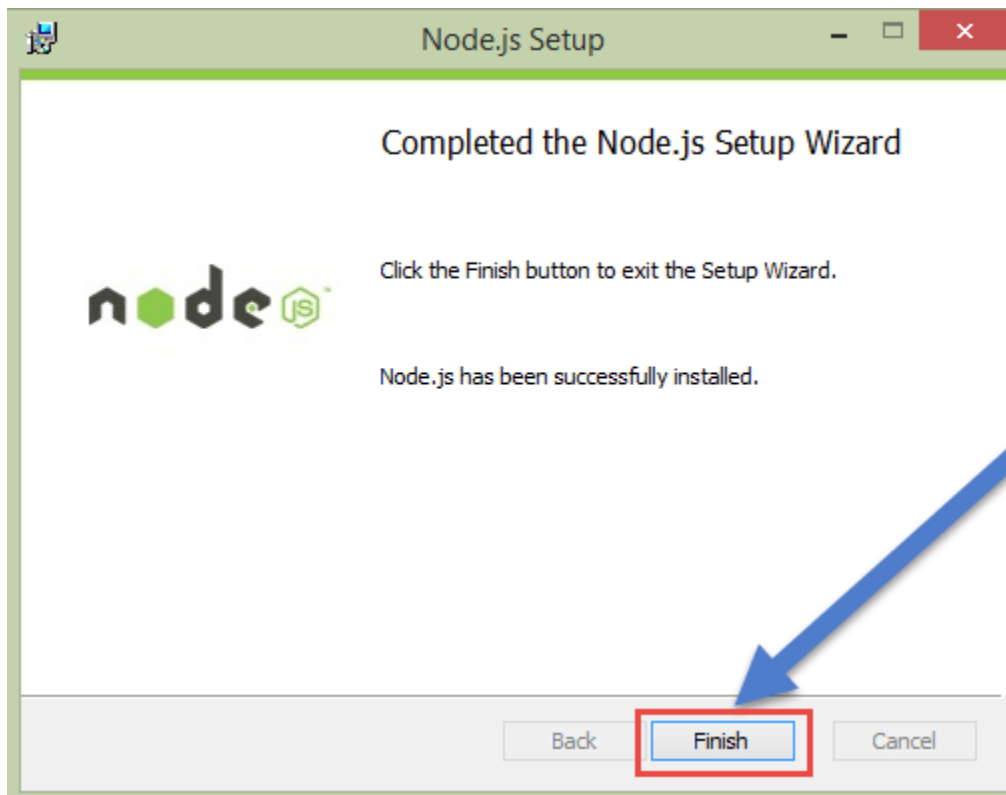 Node.js Setup
Completed the Node.js Setup Wizard
Click the Finish button to exit the Setup Wizard.
node JS™
Node.js has been successfully installed.
Back Finish Cancel